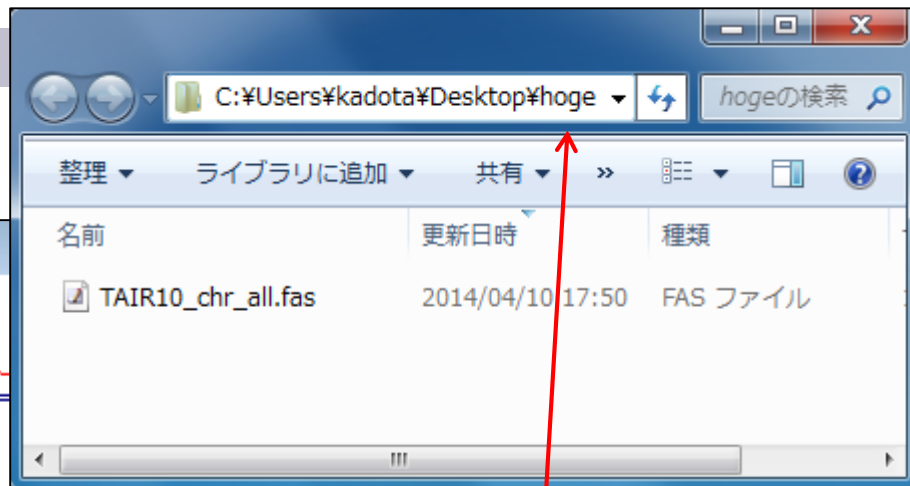 C:¥Users¥kadota¥Desktop¥hoge
hogeの検索
整理 ライブラリに追加 共有 »
名前 更新日時 種類
TAIR10_chr_all.fas 2014/04/10 17:50 FAS ファイル